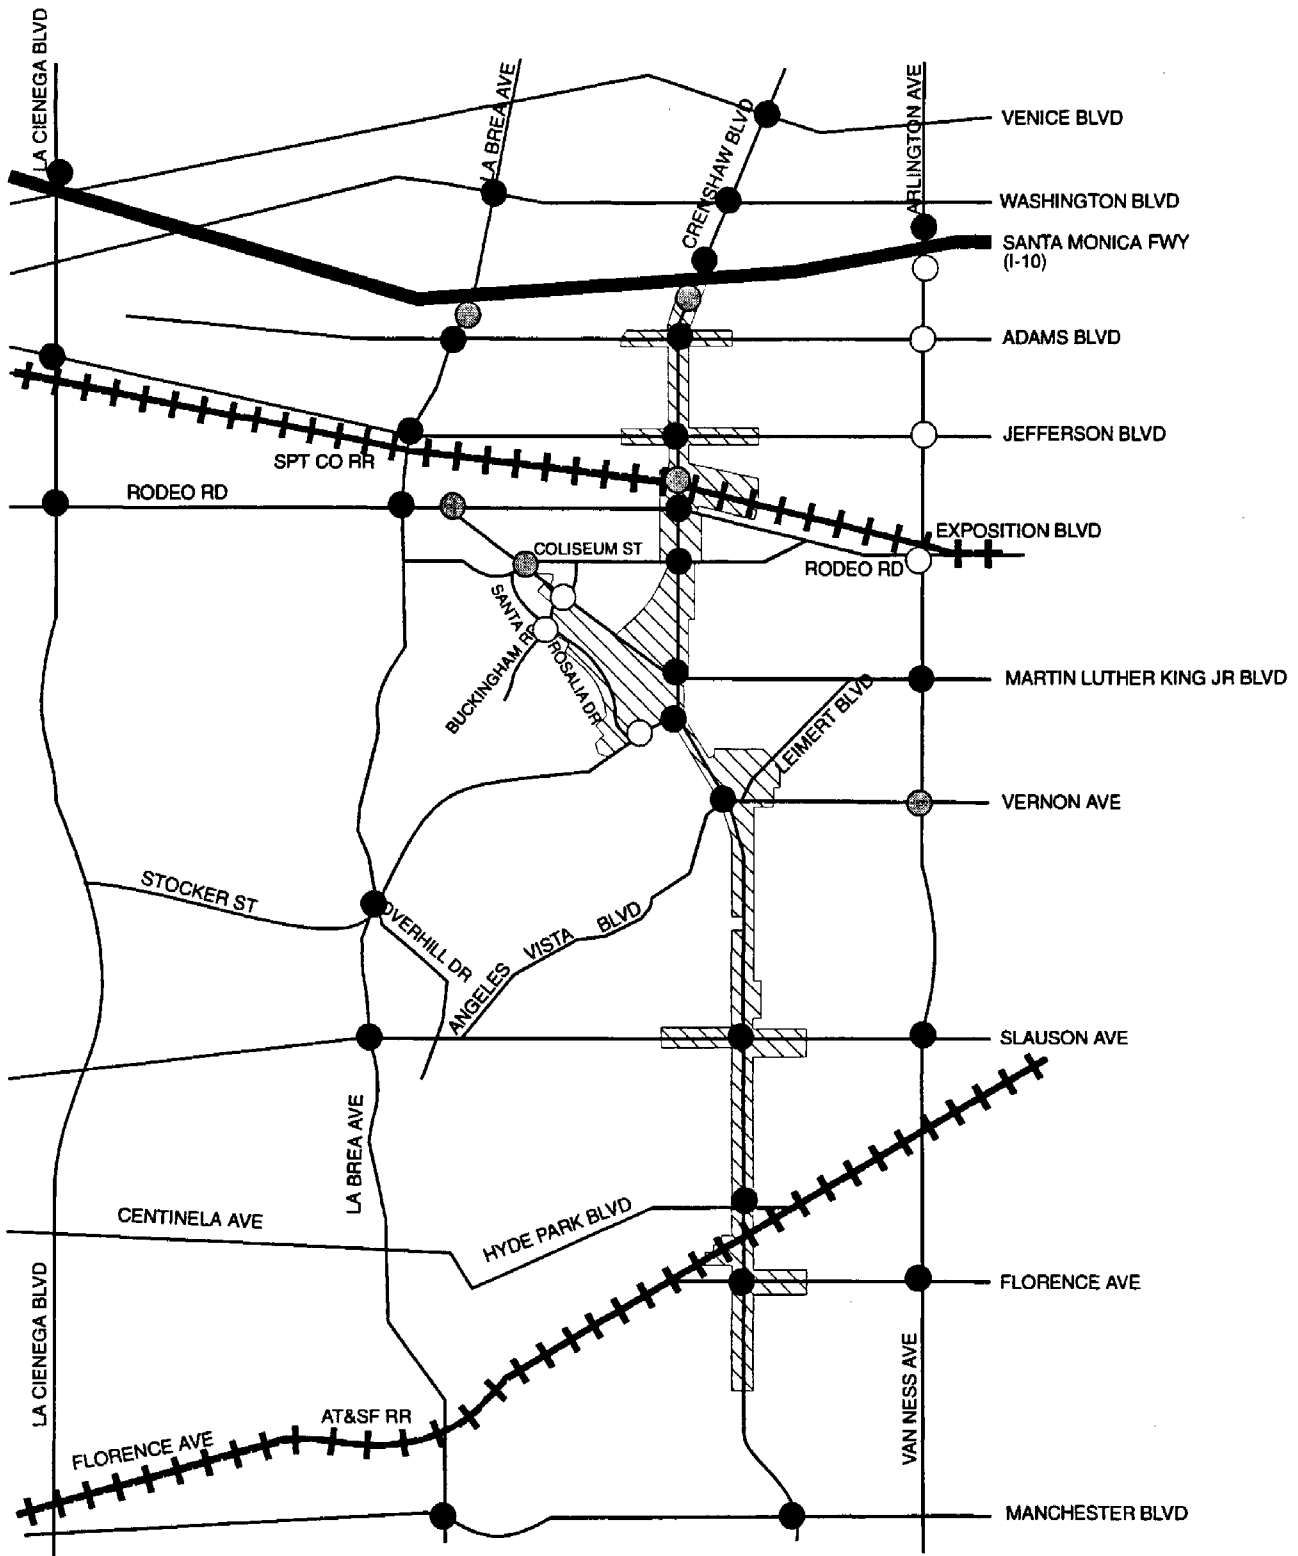 LA CIENEGA BLVD
LA BREA AVE
CRENSHAW BLVD
ARLINGTON AVE
VENICE BLVD
WASHINGTON BLVD
SANTA MONICA FWY
(I-10)
ADAMS BLVD
JEFFERSON BLVD
SPT CO RR
RODEO RD
EXPOSITION BLVD
COLISEUM ST
RODEO RD
SANTA ROSALIA DR
BUCKINGHAM RD
MARTIN LUTHER KING JR BLVD
LEIMERT BLVD
VERNON AVE
STOCKER ST
OVERHILL DR
ANGELES VISTA BLVD
SLAUSON AVE
LA BREA AVE
CENTINELA AVE
HYDE PARK BLVD
LA CIENEGA BLVD
FLORENCE AVE
VAN NESS AVE
AT&SF RR
FLORENCE AVE
MANCHESTER BLVD